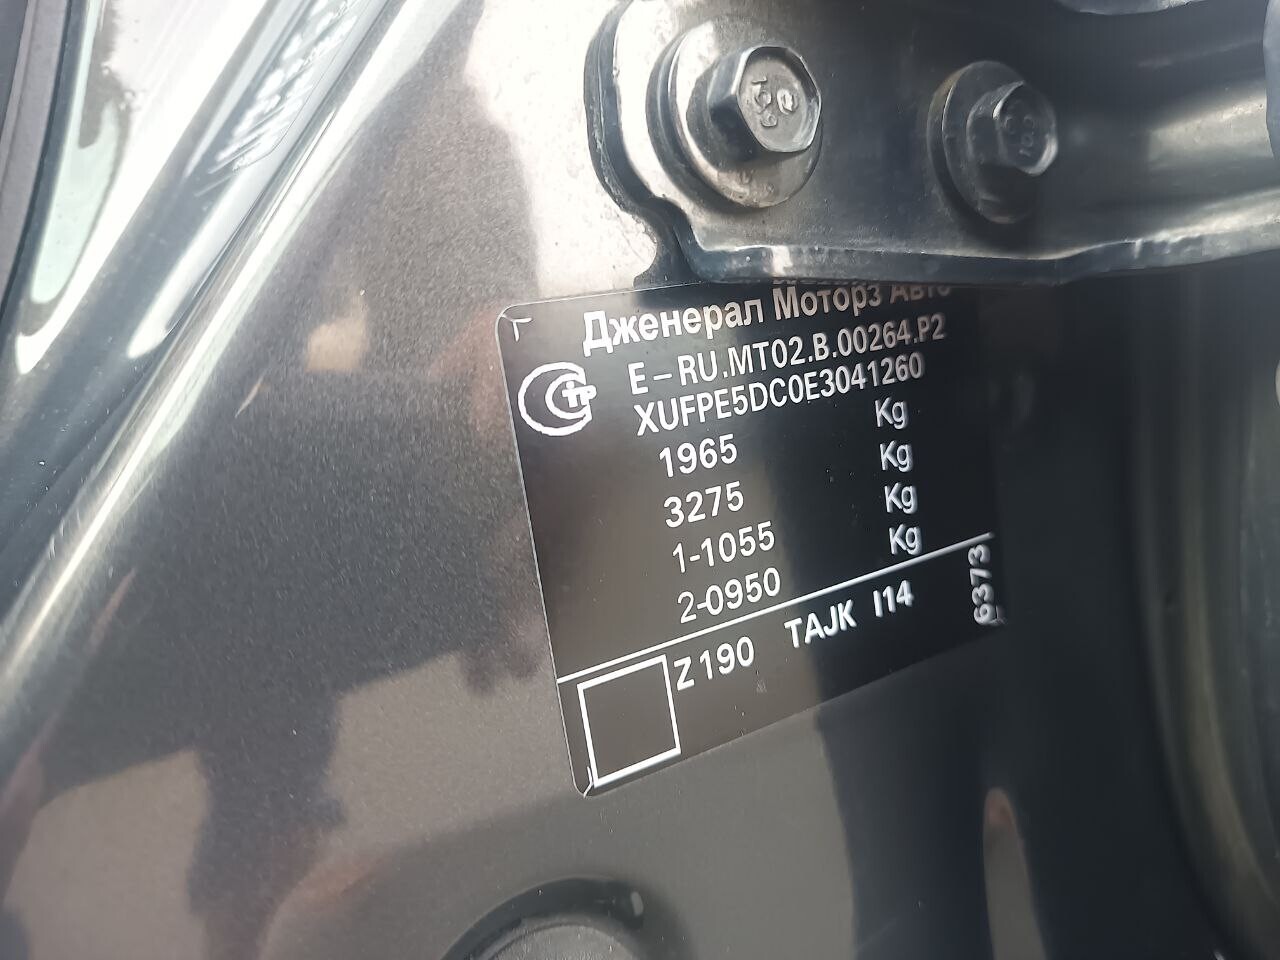 Дженерал Моторз Авто
E-RU.MT02.B.00264.P2
XUFPE5DC0E3041260
1965 Kg
3275 Kg
1-1055 Kg
2-0950 Kg
Z190 TAJK I14
6373